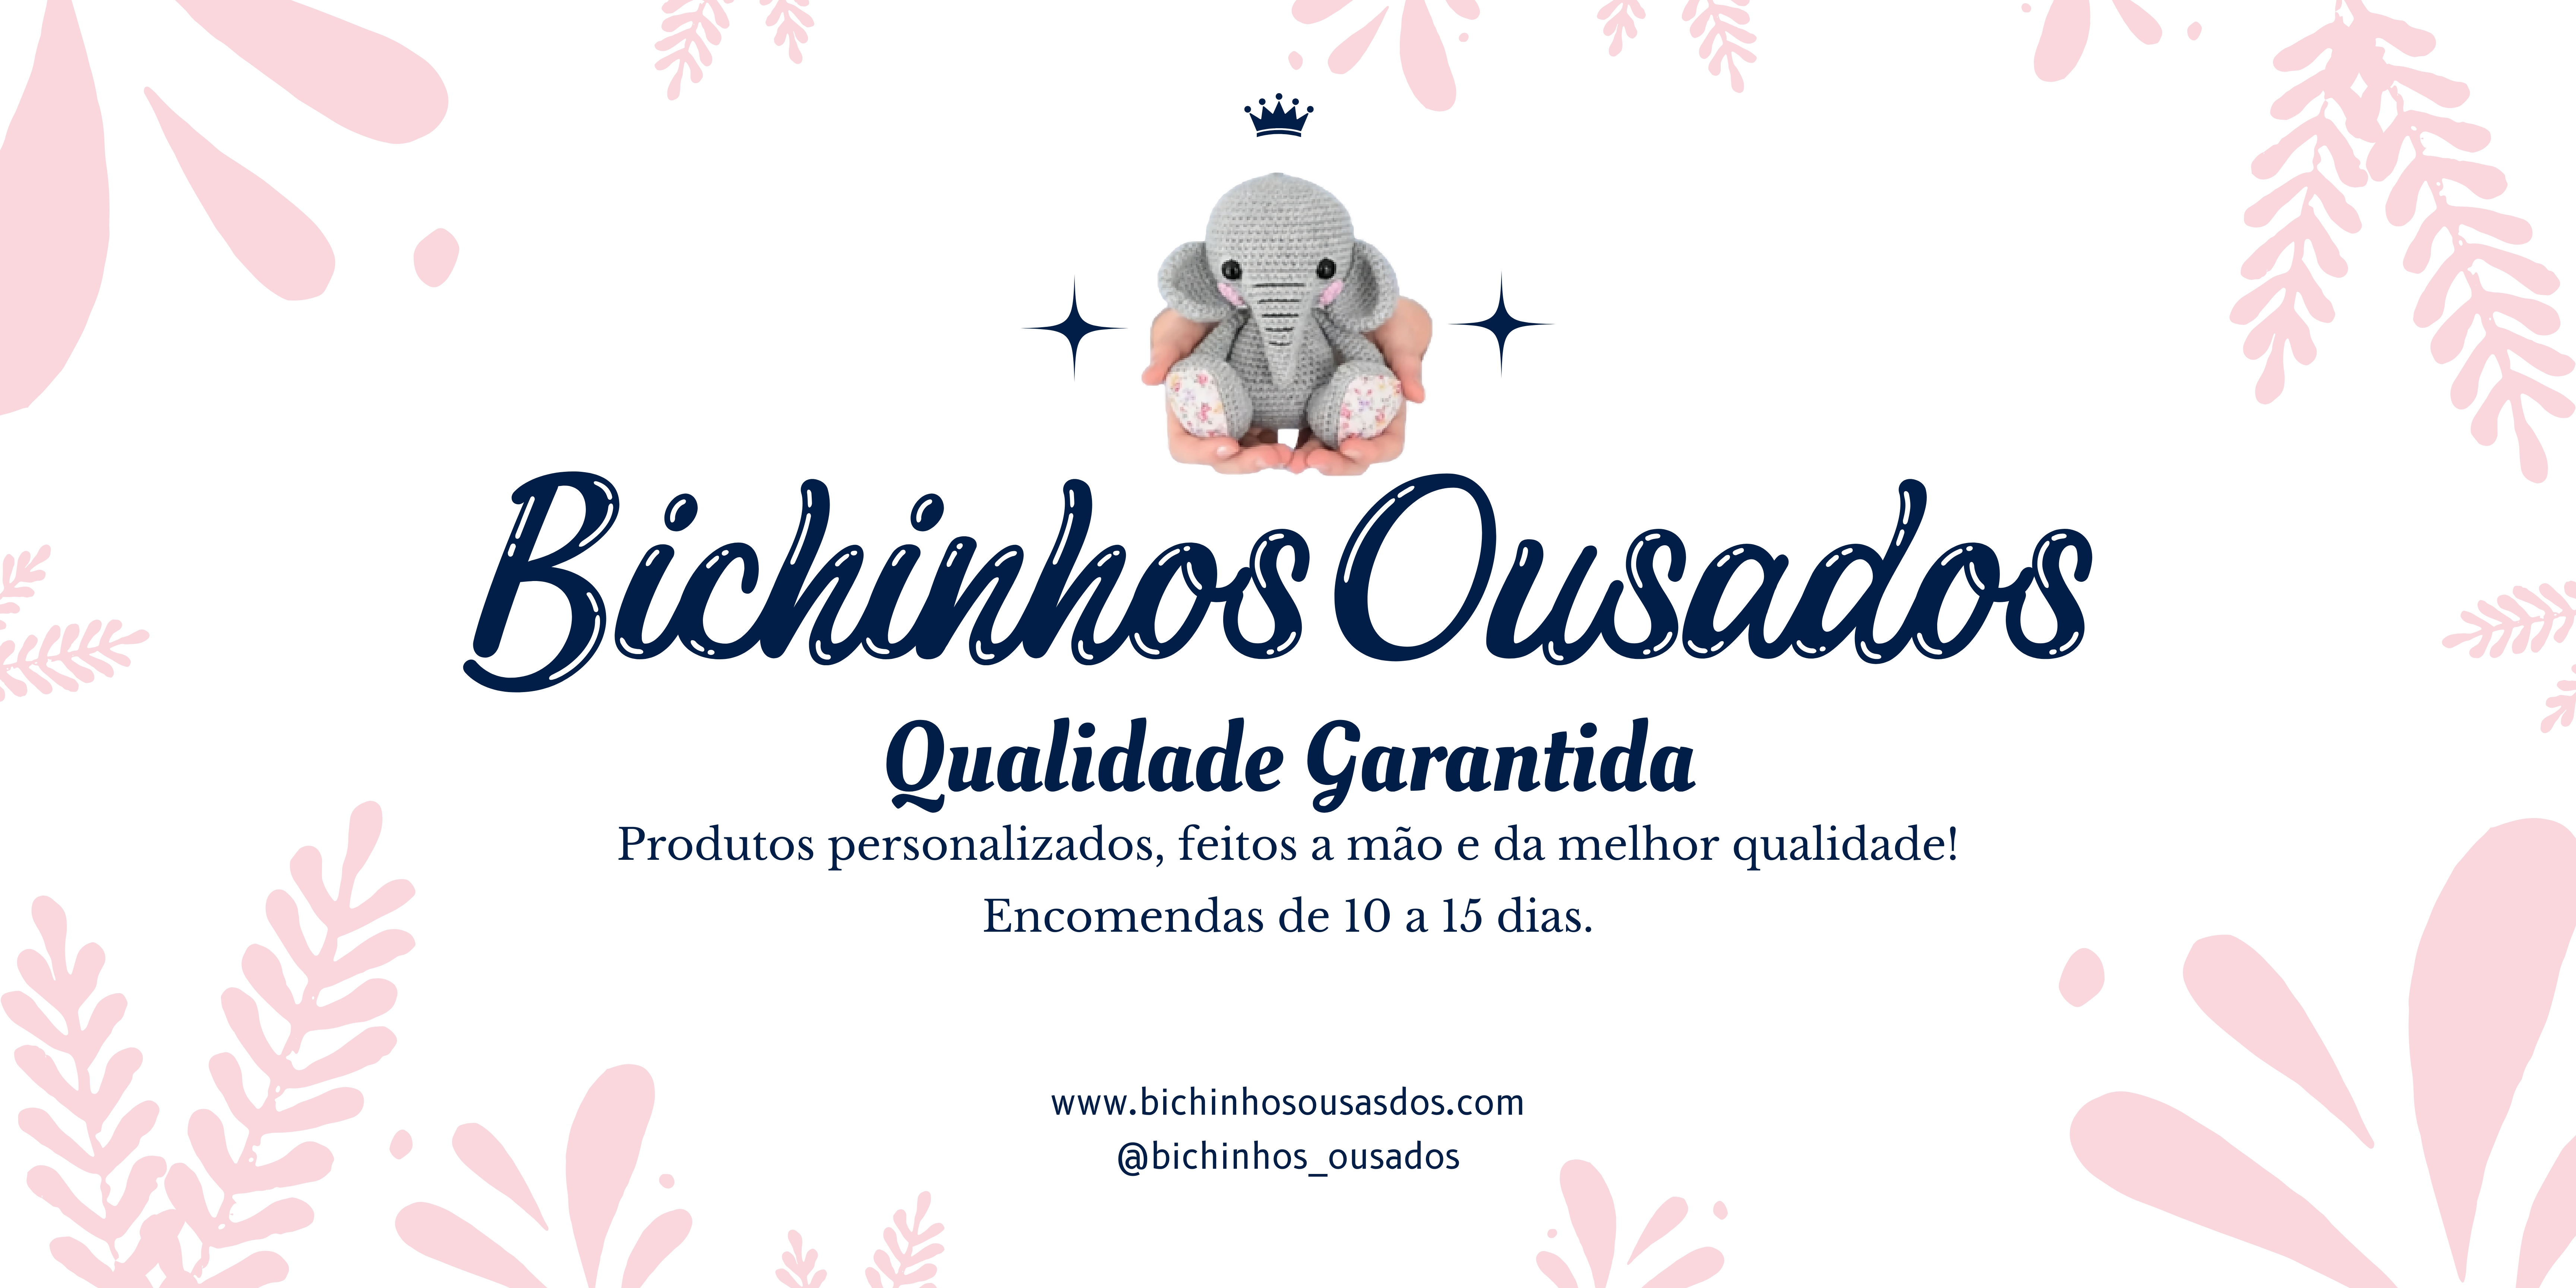 Bichinhos Ousados
Qualidade Garantida
Produtos personalizados, feitos a mão e da melhor qualidade!
Encomendas de 10 a 15 dias.
www.bichinhosousasdos.com
@bichinhos_ousados